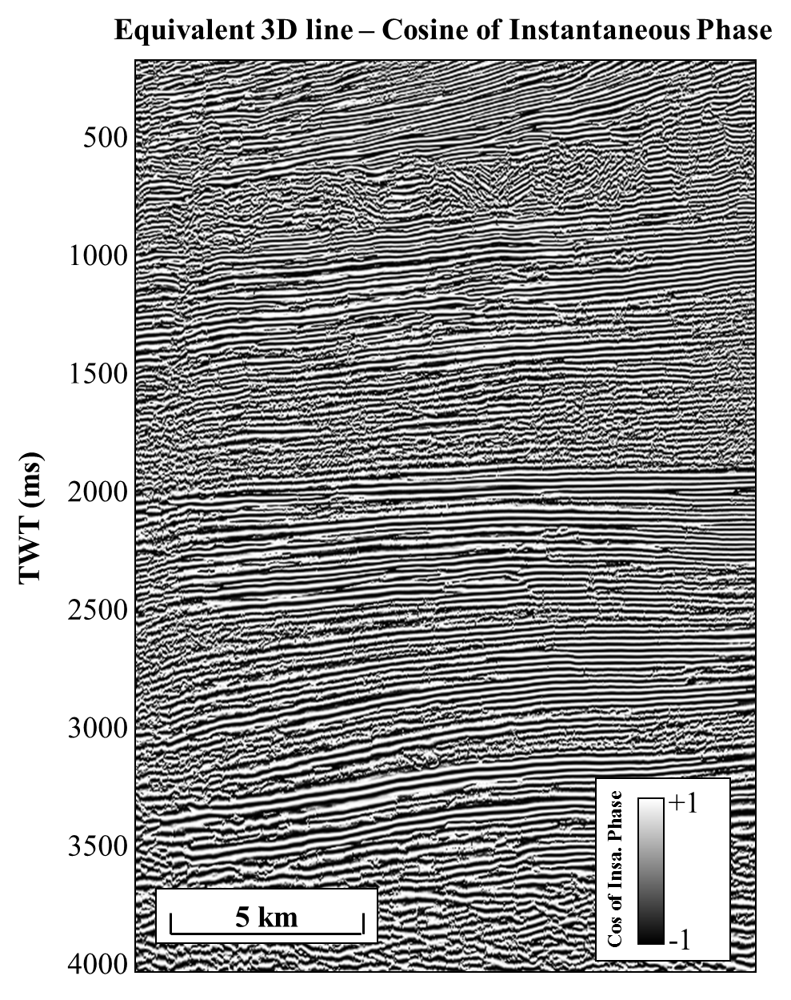 Equivalent 3D line – Cosine of Instantaneous Phase
500
1000
1500
2000
2500
3000
3500
4000
TWT (ms)
5 km
Cos of Insa. Phase
+1
-1